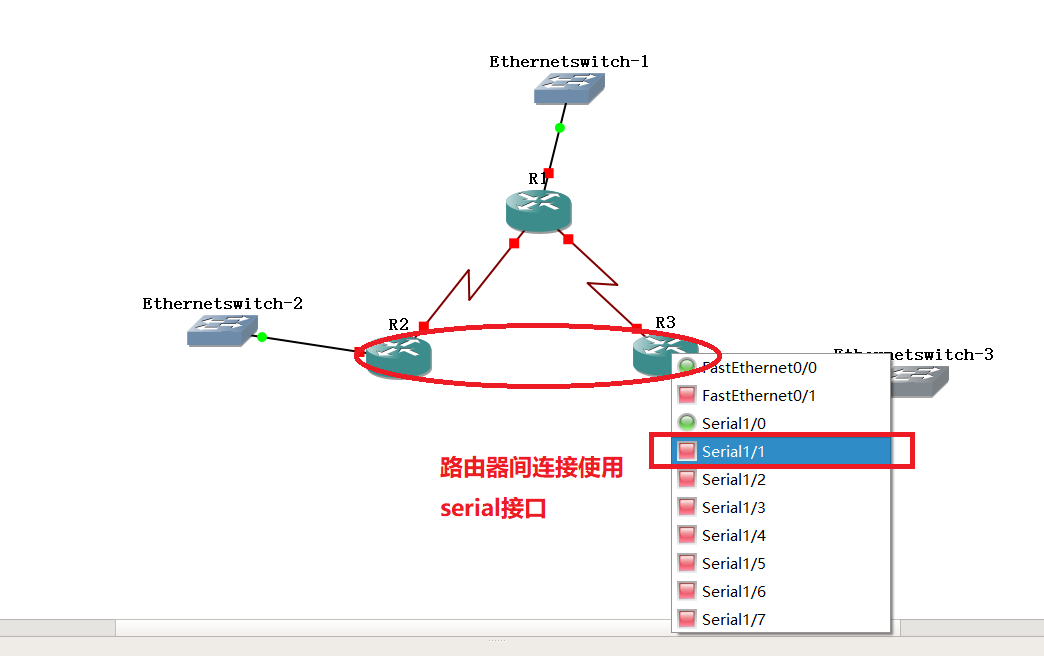 Ethernetswitch-1
R1
Ethernetswitch-2
R2
R3
Ethernetswitch-3
FastEthernet0/0
FastEthernet0/1
Serial1/0
Serial1/1
Serial1/2
Serial1/3
Serial1/4
Serial1/5
Serial1/6
Serial1/7
路由器间连接使用
serial接口